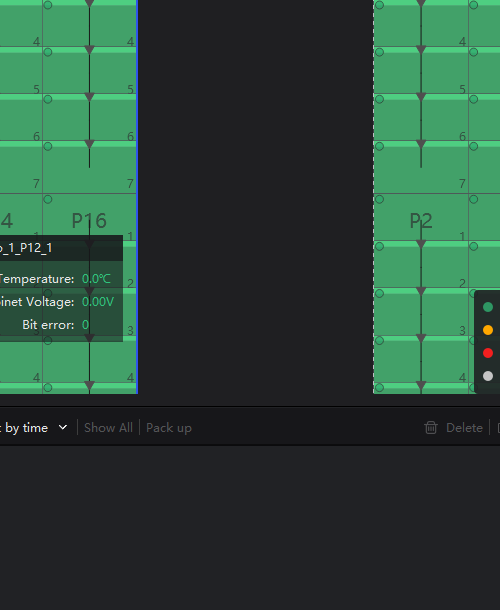 4 4 4
5 5 5
6 6 6
7 7 7
4 P16 P2
1 1
_1_P12_1
Temperature: 0.0℃
2 2
inet Voltage: 0.00V
Bit error: 0
3 3
4 4 4
by time Show All Pack up Delete